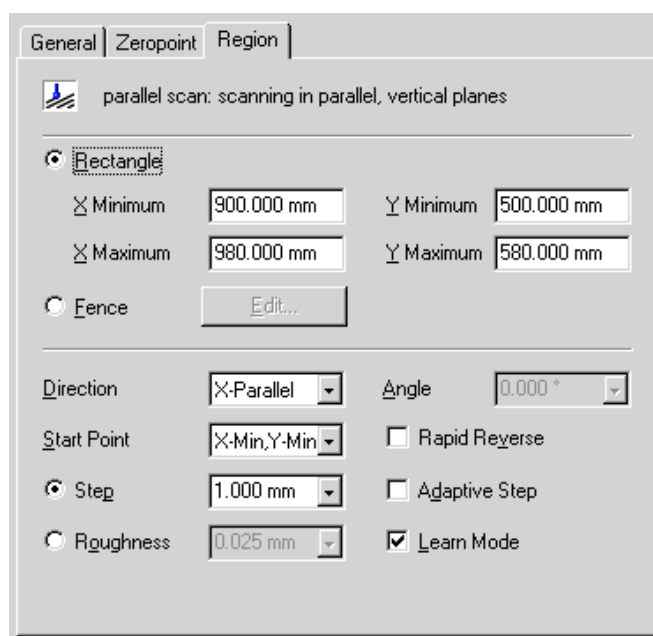 General Zeropoint Region
parallel scan: scanning in parallel, vertical planes
Rectangle
X Minimum 900.000 mm Y Minimum 500.000 mm
X Maximum 980.000 mm Y Maximum 580.000 mm
Fence Edit...
Direction X-Parallel Angle 0.000 °
Start Point X-Min,Y-Min Rapid Reverse
Step 1.000 mm Adaptive Step
Roughness 0.025 mm Learn Mode